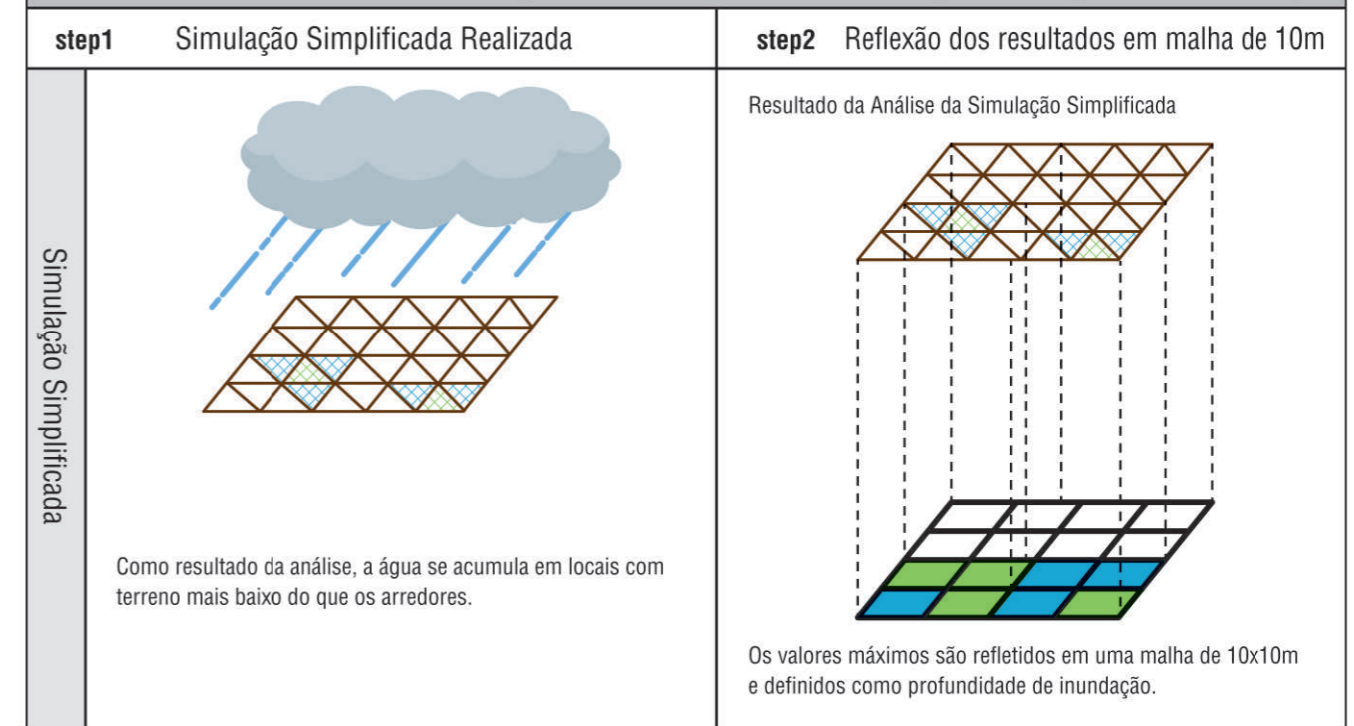 step1 Simulação Simplificada Realizada
step2 Reflexão dos resultados em malha de 10m
Simulação Simplificada
Como resultado da análise, a água se acumula em locais com
terreno mais baixo do que os arredores.
Resultado da Análise da Simulação Simplificada
Os valores máximos são refletidos em uma malha de 10x10m
e definidos como profundidade de inundação.